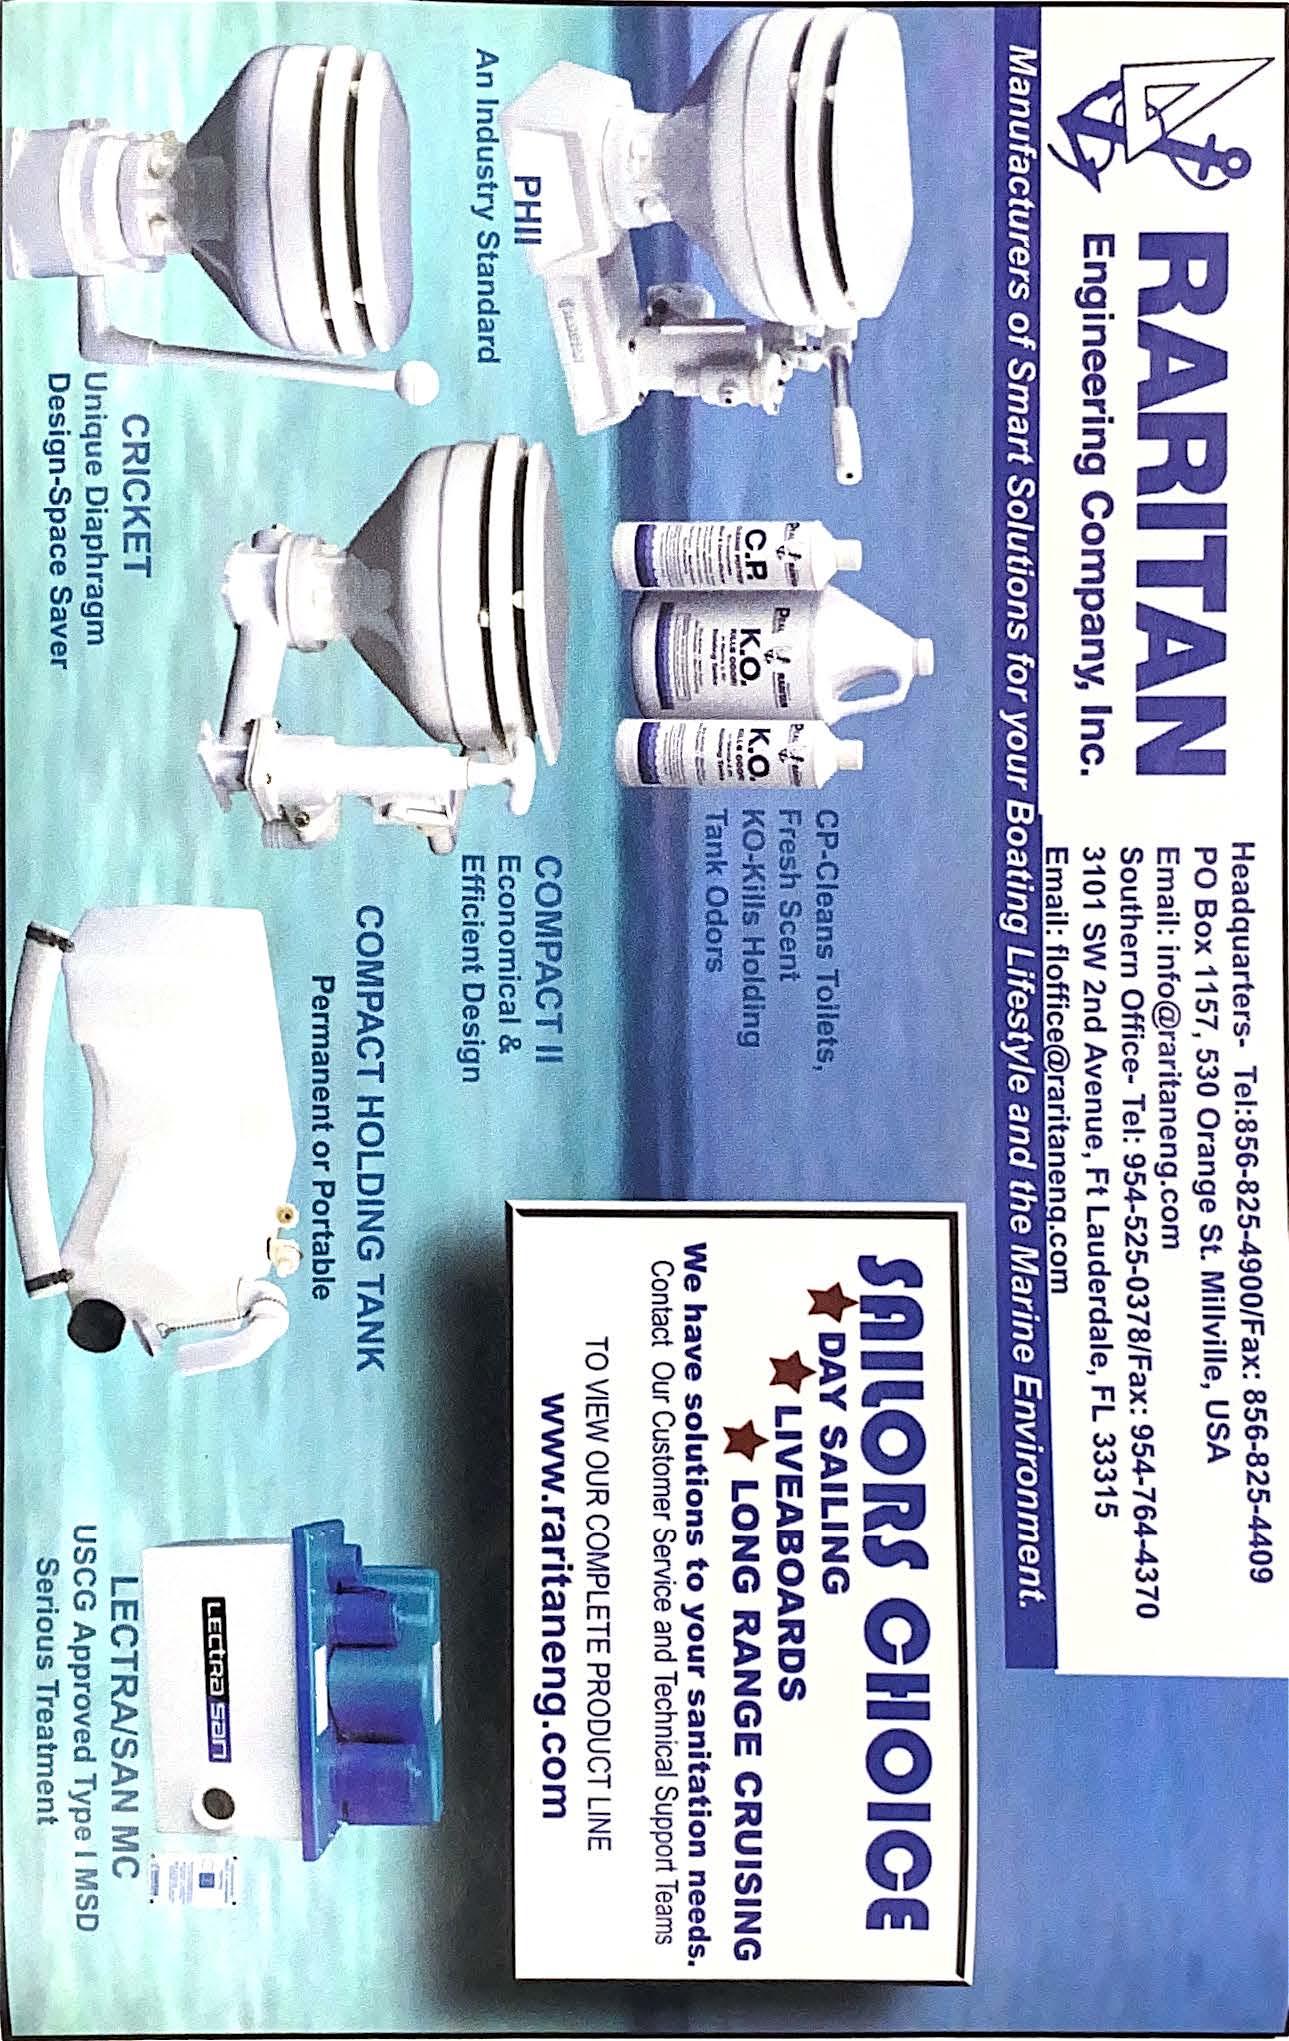 RARITAN
Engineering Company, Inc.
Headquarters- Tel:856-825-4900/Fax: 856-825-4409
PO Box 1157, 530 Orange St. Millville, USA
Email: info@raritaneng.com
Southern Office- Tel: 954-525-0378/Fax: 954-764-4370
3101 SW 2nd Avenue, Ft Lauderdale, FL 33315
Email: floffice@raritaneng.com
Manufacturers of Smart Solutions for your Boating Lifestyle and the Marine Environment.
SAILORS CHOICE
DAY SAILING
LIVEABOARDS
LONG RANGE CRUISING
We have solutions to your sanitation needs.
Contact Our Customer Service and Technical Support Teams
TO VIEW OUR COMPLETE PRODUCT LINE
www.raritaneng.com
C.P.
K.O.
KILLS ODOR
K.O.
KILLS ODOR
CP-Cleans Toilets,
Fresh Scent
KO-Kills Holding
Tank Odors
PHII
An Industry Standard
COMPACT II
Economical &
Efficient Design
CRICKET
Unique Diaphragm
Design-Space Saver
COMPACT HOLDING TANK
Permanent or Portable
Lectra San
LECTRA/SAN MC
USCG Approved Type I MSD
Serious Treatment